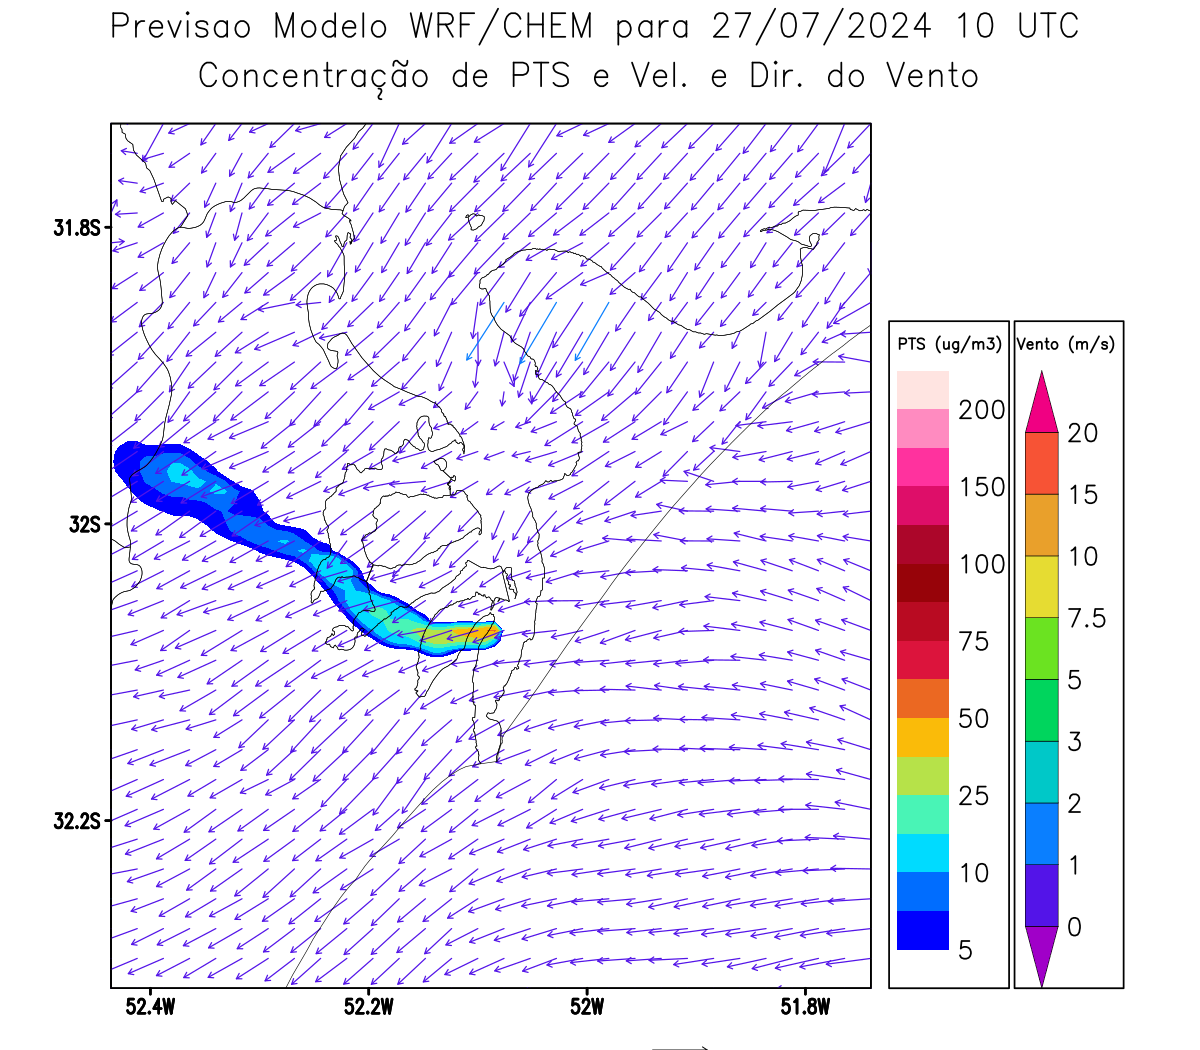 Previsao Modelo WRF/CHEM para 27/07/2024 10 UTC
Concentração de PTS e Vel. e Dir. do Vento
31.8S
32S
32.2S
52.4W 52.2W 52W 51.8W
PTS (ug/m3)
200
150
100
75
50
25
10
5
Vento (m/s)
20
15
10
7.5
5
3
2
1
0